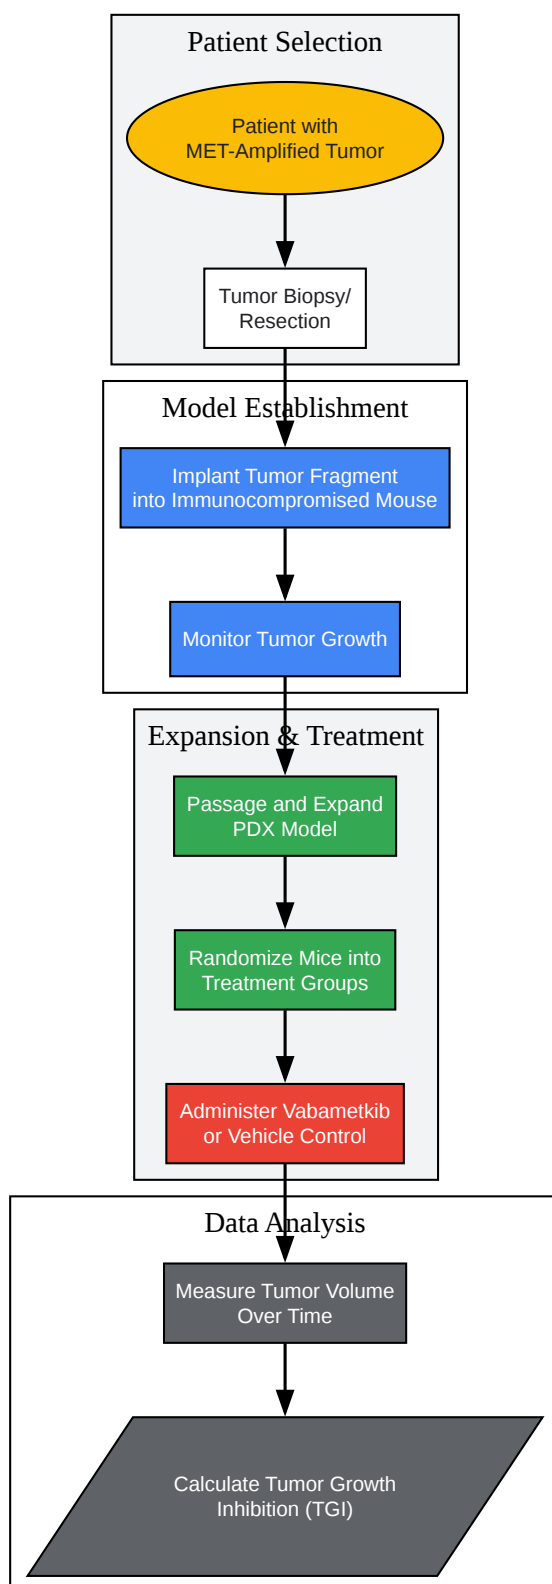 Patient Selection
Patient with
MET-Amplified Tumor
Tumor Biopsy/
Resection
Model Establishment
Implant Tumor Fragment
into Immunocompromised Mouse
Monitor Tumor Growth
Expansion & Treatment
Passage and Expand
PDX Model
Randomize Mice into
Treatment Groups
Administer Vabametkib
or Vehicle Control
Data Analysis
Measure Tumor Volume
Over Time
Calculate Tumor Growth
Inhibition (TGI)